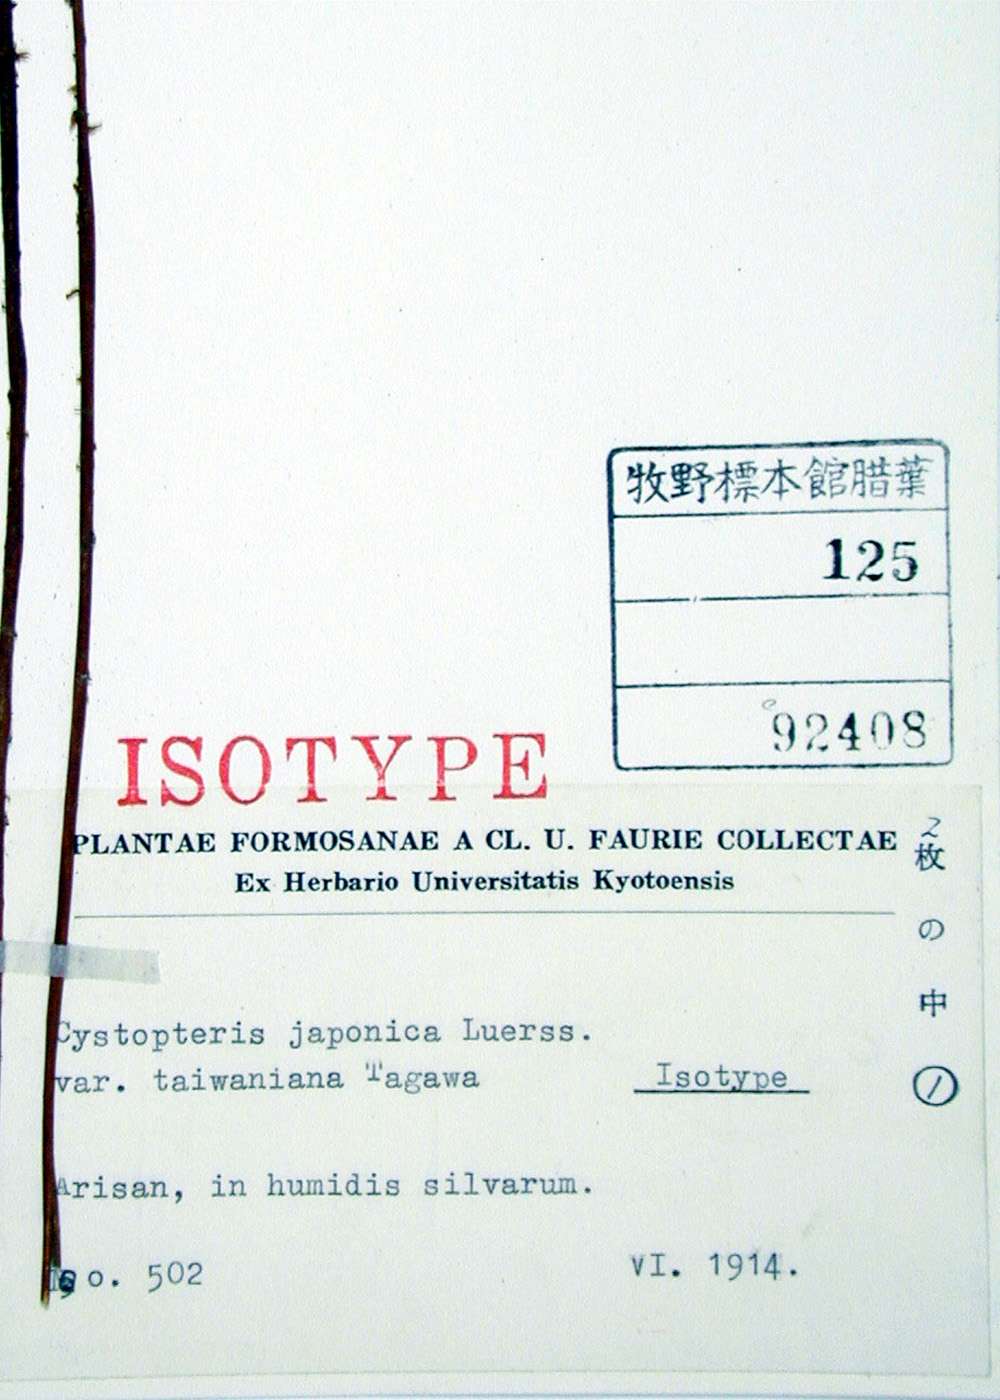 牧野標本館腊葉
125
92408
ISOTYPE
PLANTAE FORMOSANAE A CL. U. FAURIE COLLECTAE
Ex Herbario Universitatis Kyotoensis
2枚の中①
Cystopteris japonica Luerss.
var. taiwaniana Tagawa Isotype
Arisan, in humidis silvarum.
No. 502 VI. 1914.